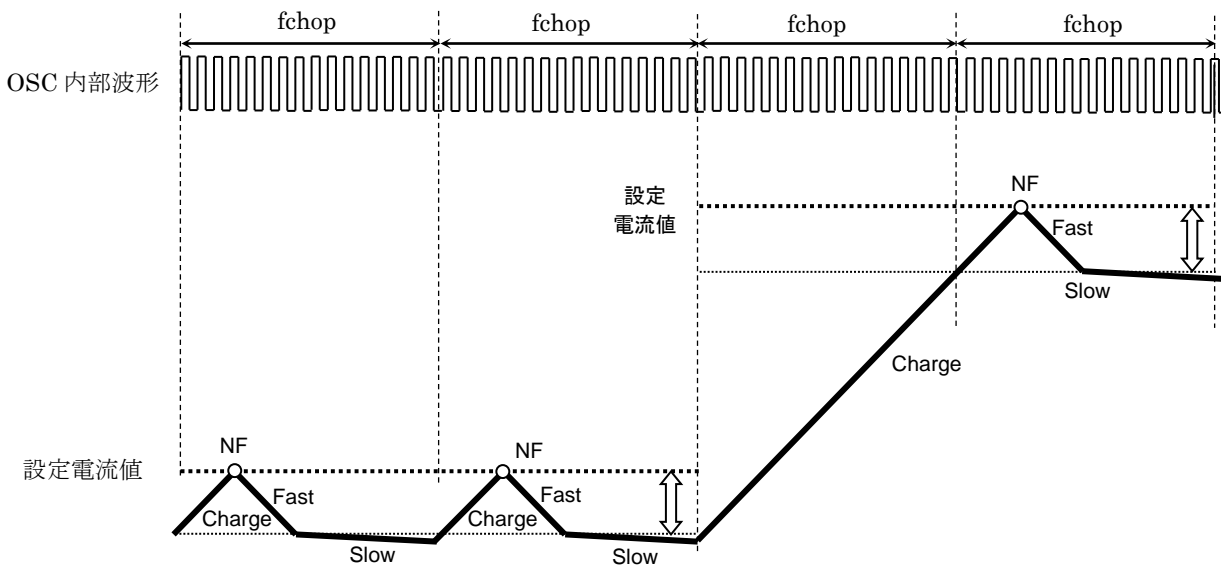 fchop
fchop
fchop
fchop
OSC 内部波形
設定
電流値
NF
Fast
Slow
Charge
設定電流値
NF
Fast
Charge
Slow
NF
Fast
Charge
Slow